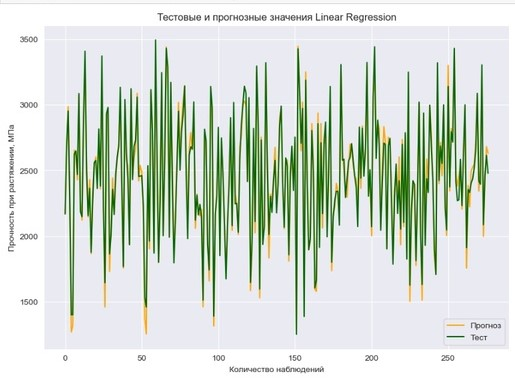 Тестовые и прогнозные значения Linear Regression
Прочность при растяжении, МПа
3500
3000
2500
2000
1500
0
50
100
150
200
250
Количество наблюдений
Прогноз
Тест